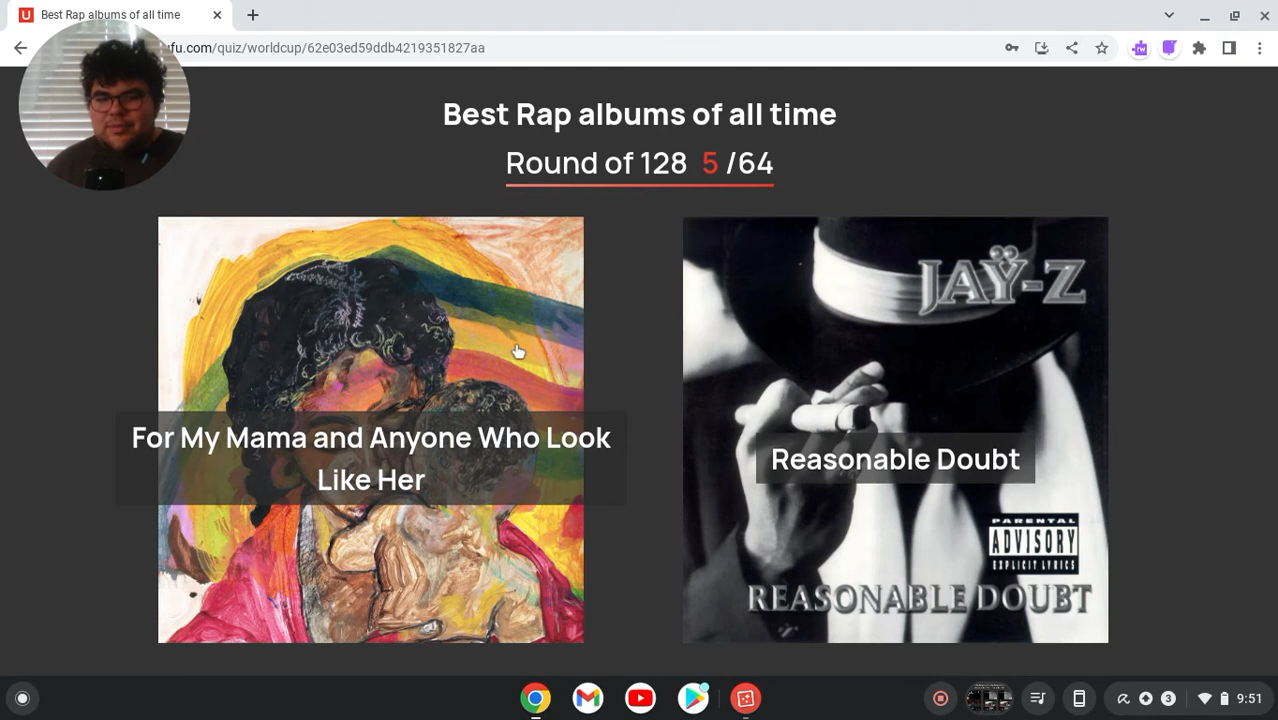 Best Rap albums of all time
fu.com/quiz/worldcup/62e03ed59ddb4219351827aa
Best Rap albums of all time
Round of 128 5 /64
For My Mama and Anyone Who Look
Like Her
JAŸ-Z
Reasonable Doubt
PARENTAL
ADVISORY
EXPLICIT LYRICS
REASONABLE DOUBT
3
9:51